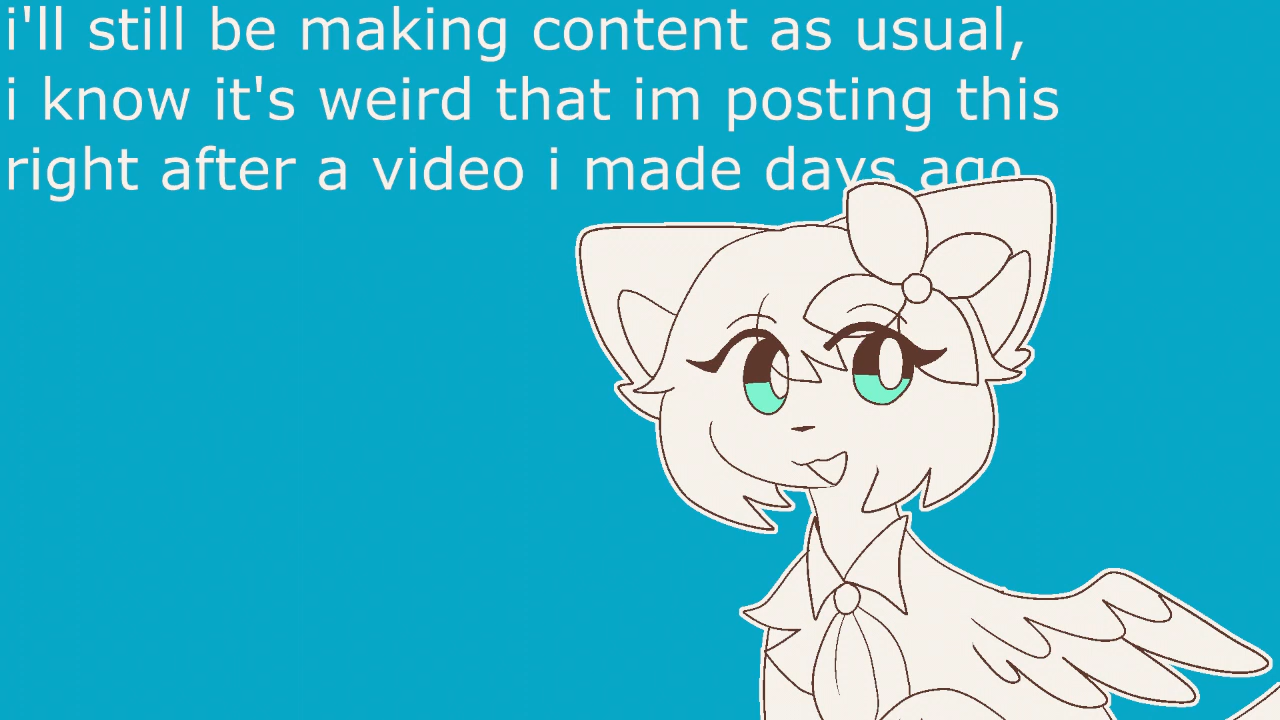 i'll still be making content as usual,
i know it's weird that im posting this
right after a video i made days ago